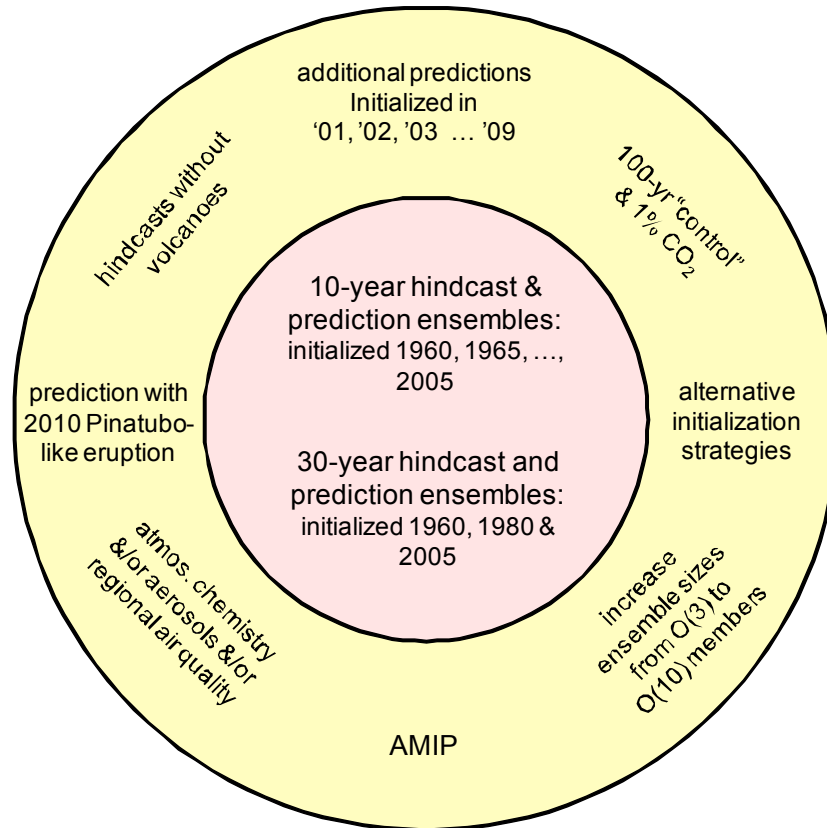 additional predictions
Initialized in
‘01, ’02, ’03 … ’09
hindcasts without
volcanoes
100-yr “control”
& 1% CO₂
10-year hindcast &
prediction ensembles:
initialized 1960, 1965, …,
2005
prediction with
2010 Pinatubo-
like eruption
alternative
initialization
strategies
30-year hindcast and
prediction ensembles:
initialized 1960, 1980 &
2005
atmos. chemistry
&/or aerosols &/or
regional air quality
increase
ensemble sizes
from O(3) to
O(10) members
AMIP